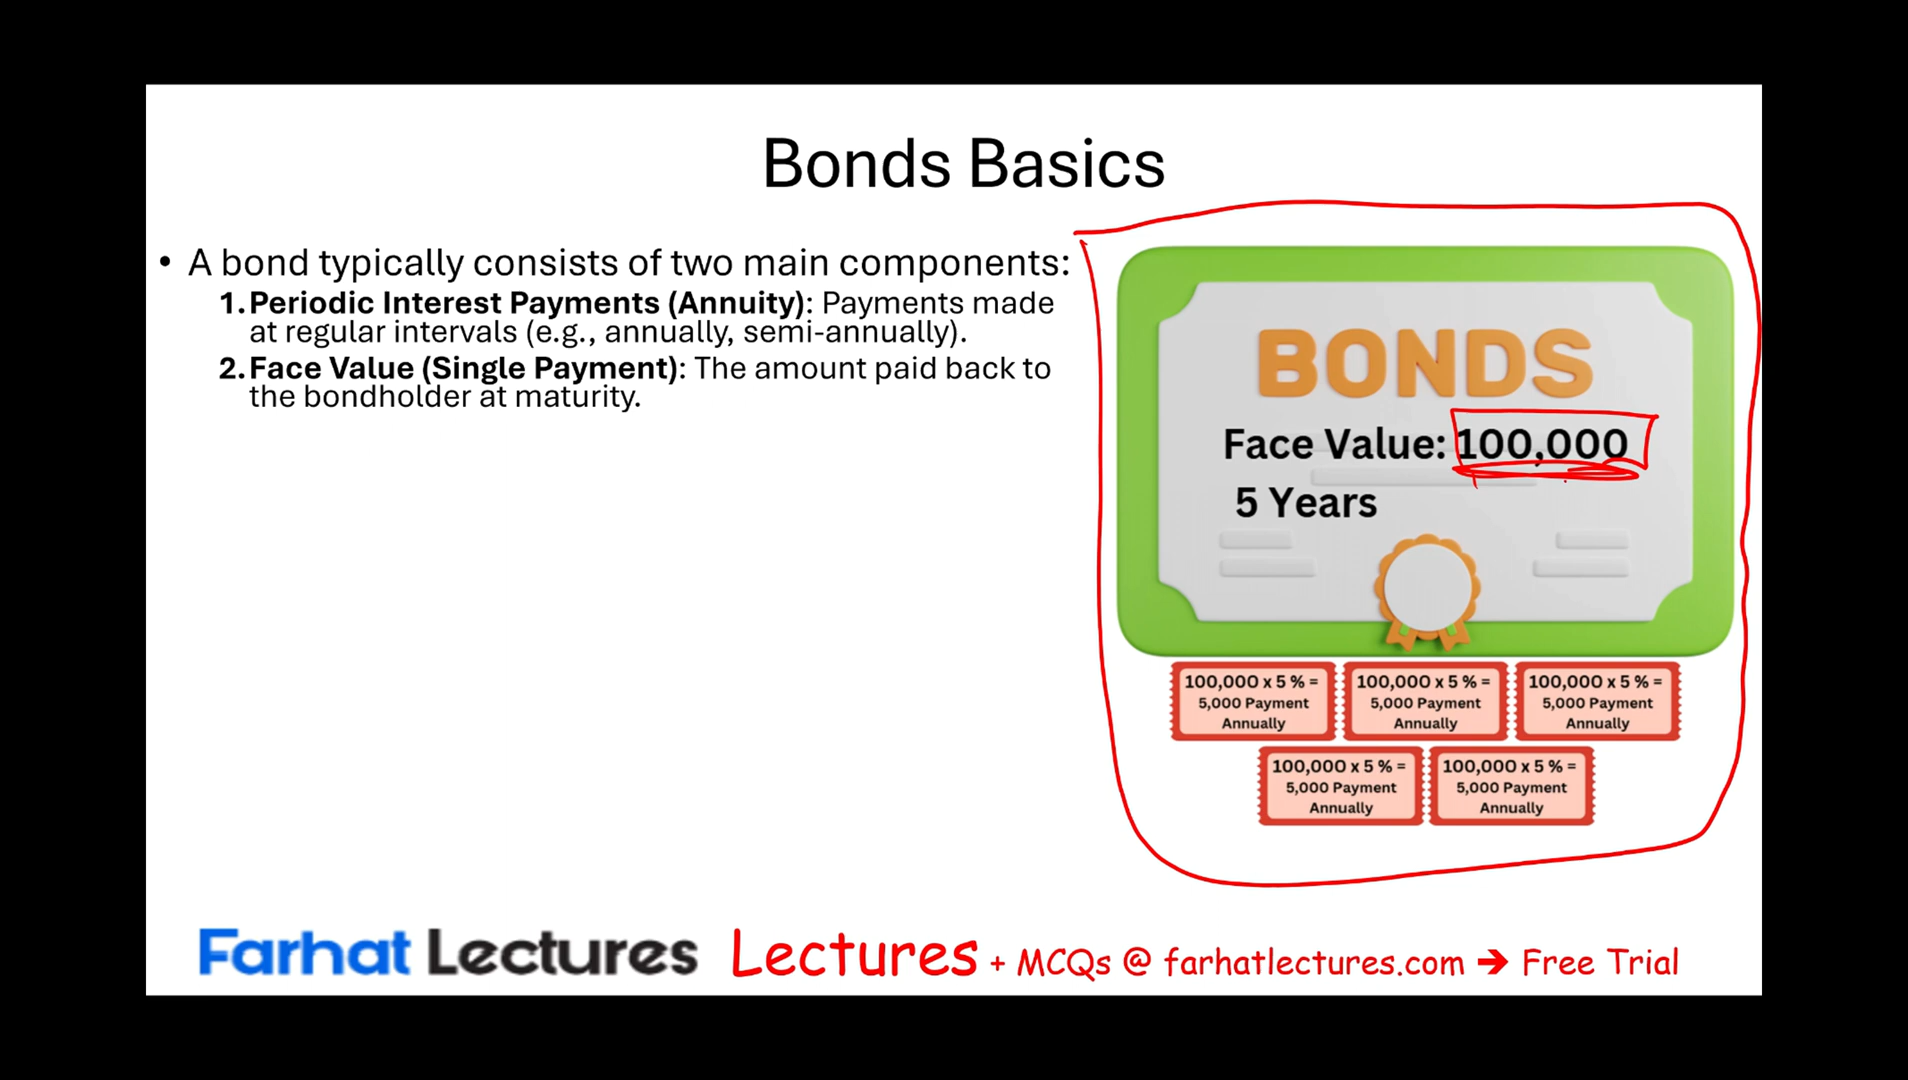 Bonds Basics
• A bond typically consists of two main components:
1. Periodic Interest Payments (Annuity): Payments made
at regular intervals (e.g., annually, semi-annually).
2. Face Value (Single Payment): The amount paid back to
the bondholder at maturity.
BONDS
Face Value: 100,000
5 Years
100,000 x 5 % =
5,000 Payment
Annually
100,000 x 5 % =
5,000 Payment
Annually
100,000 x 5 % =
5,000 Payment
Annually
100,000 x 5 % =
5,000 Payment
Annually
100,000 x 5 % =
5,000 Payment
Annually
Farhat Lectures
Lectures + MCQs @ farhatlectures.com → Free Trial